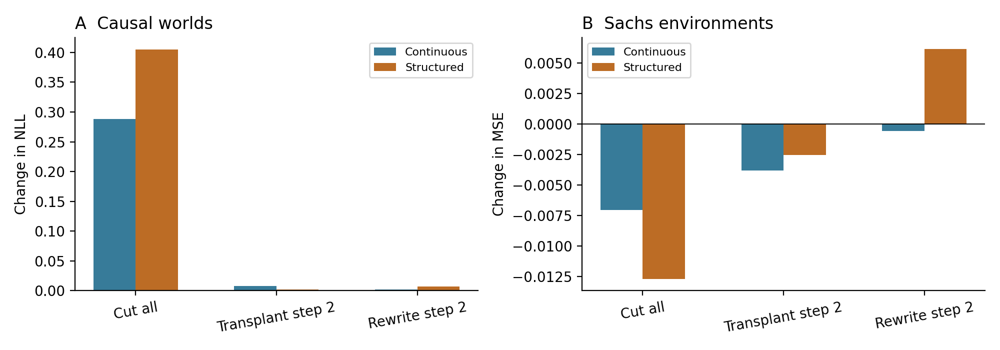 A Causal worlds
Change in NLL
0.40
0.35
0.30
0.25
0.20
0.15
0.10
0.05
0.00
Continuous
Structured
Cut all
Transplant step 2
Rewrite step 2
B Sachs environments
Change in MSE
0.0050
0.0025
0.0000
−0.0025
−0.0050
−0.0075
−0.0100
−0.0125
Continuous
Structured
Cut all
Transplant step 2
Rewrite step 2